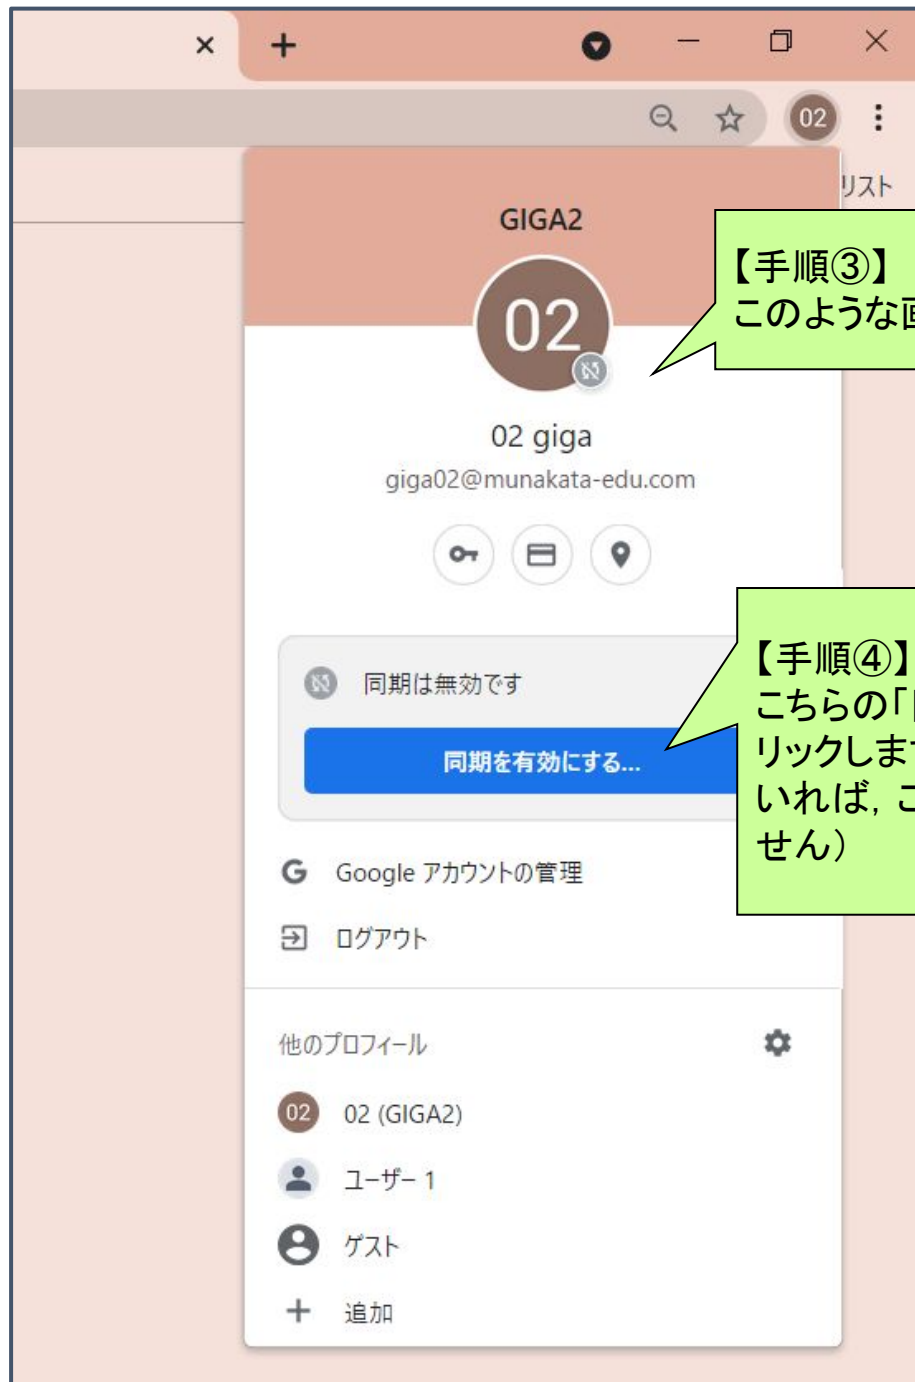 02
リスト
GIGA2
【手順③】
このような
02
02 giga
giga02@munakata-edu.com
【手順④】
こちらの「
リックしま
いれば，こ
せん）
同期は無効です
同期を有効にする...
Google アカウントの管理
ログアウト
他のプロフィール
02 02 (GIGA2)
ユーザー 1
ゲスト
追加